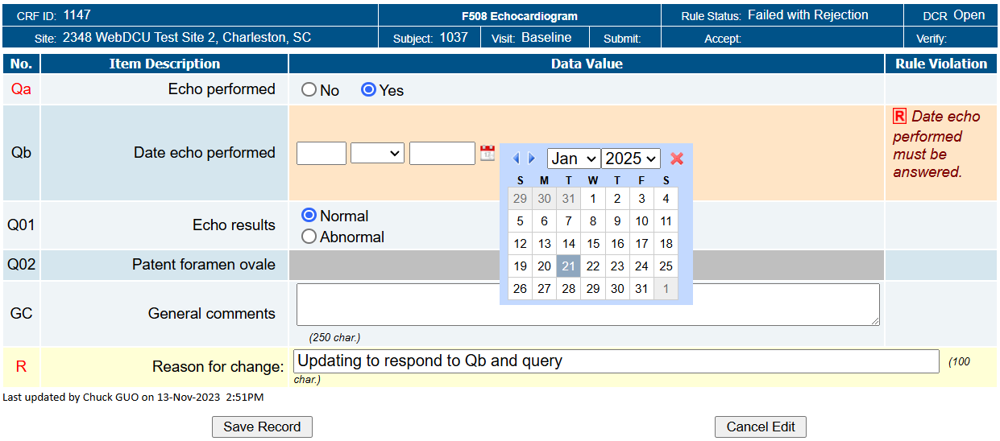 CRF ID: 1147 F508 Echocardiogram Rule Status: Failed with Rejection DCR Open
Site: 2348 WebDCU Test Site 2, Charleston, SC Subject: 1037 Visit: Baseline Submit: Accept: Verify:
No. Item Description Data Value Rule Violation
Qa Echo performed No Yes
Qb Date echo performed
R Date echo
performed
must be
answered.
Jan 2025
S M T W T F S
29 30 31 1 2 3 4
5 6 7 8 9 10 11
12 13 14 15 16 17 18
19 20 21 22 23 24 25
26 27 28 29 30 31 1
Q01 Echo results Normal
Abnormal
Q02 Patent foramen ovale
GC General comments
(250 char.)
R Reason for change: Updating to respond to Qb and query (100
char.)
Last updated by Chuck GUO on 13-Nov-2023 2:51PM
Save Record Cancel Edit